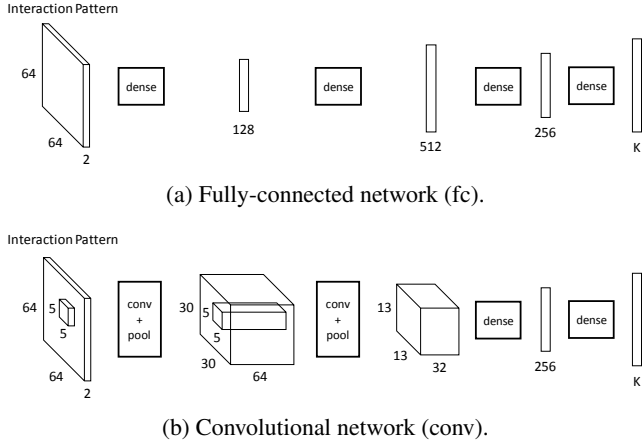 Interaction Pattern
64
64
2
dense
128
dense
512
dense
256
dense
K
(a) Fully-connected network (fc).
Interaction Pattern
64
5
5
64
2
conv
+
pool
30
5
5
30
64
conv
+
pool
13
13
32
dense
256
dense
K
(b) Convolutional network (conv).